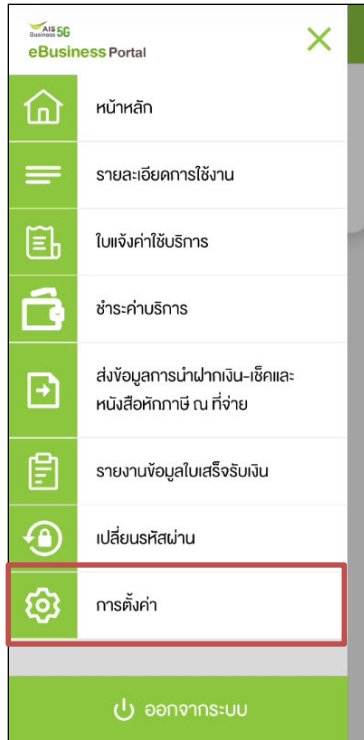 AIS
Business 5G
eBusiness Portal
หน้าหลัก
รายละเอียดการใช้งาน
ใบแจ้งค่าใช้บริการ
ชำระค่าบริการ
ส่งข้อมูลการนำฝากเงิน-เช็คและ
หนังสือหักภาษี ณ ที่จ่าย
รายงานข้อมูลใบเสร็จรับเงิน
เปลี่ยนรหัสผ่าน
การตั้งค่า
ออกจากระบบ